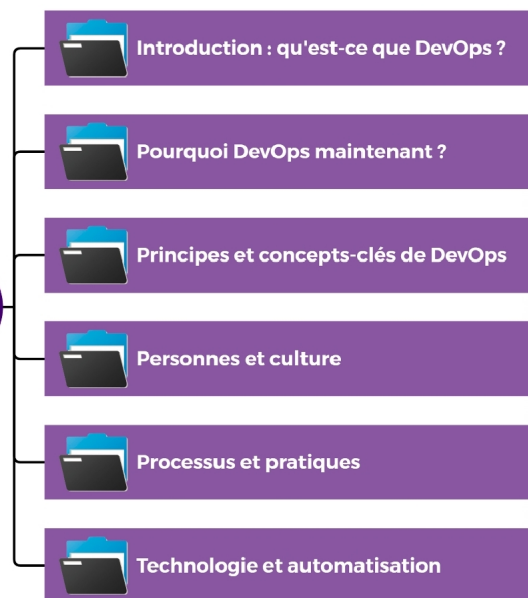 Introduction : qu'est-ce que DevOps ?
Pourquoi DevOps maintenant ?
Principes et concepts-clés de DevOps
Personnes et culture
Processus et pratiques
Technologie et automatisation